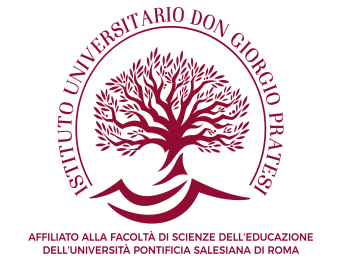 ISTITUTO UNIVERSITARIO DON GIORGIO PRATESI
AFFILIATO ALLA FACOLTÀ DI SCIENZE DELL'EDUCAZIONE
DELL'UNIVERSITÀ PONTIFICIA SALESIANA DI ROMA